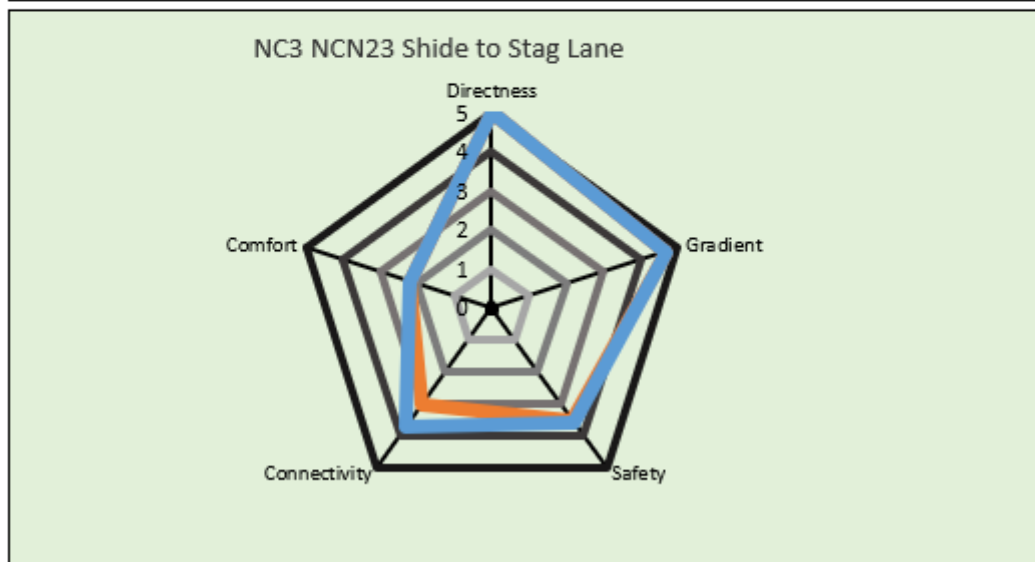 NC3 NCN23 Shide to Stag Lane
Directness
5
4
3
2
1
0
Comfort
Gradient
Connectivity
Safety